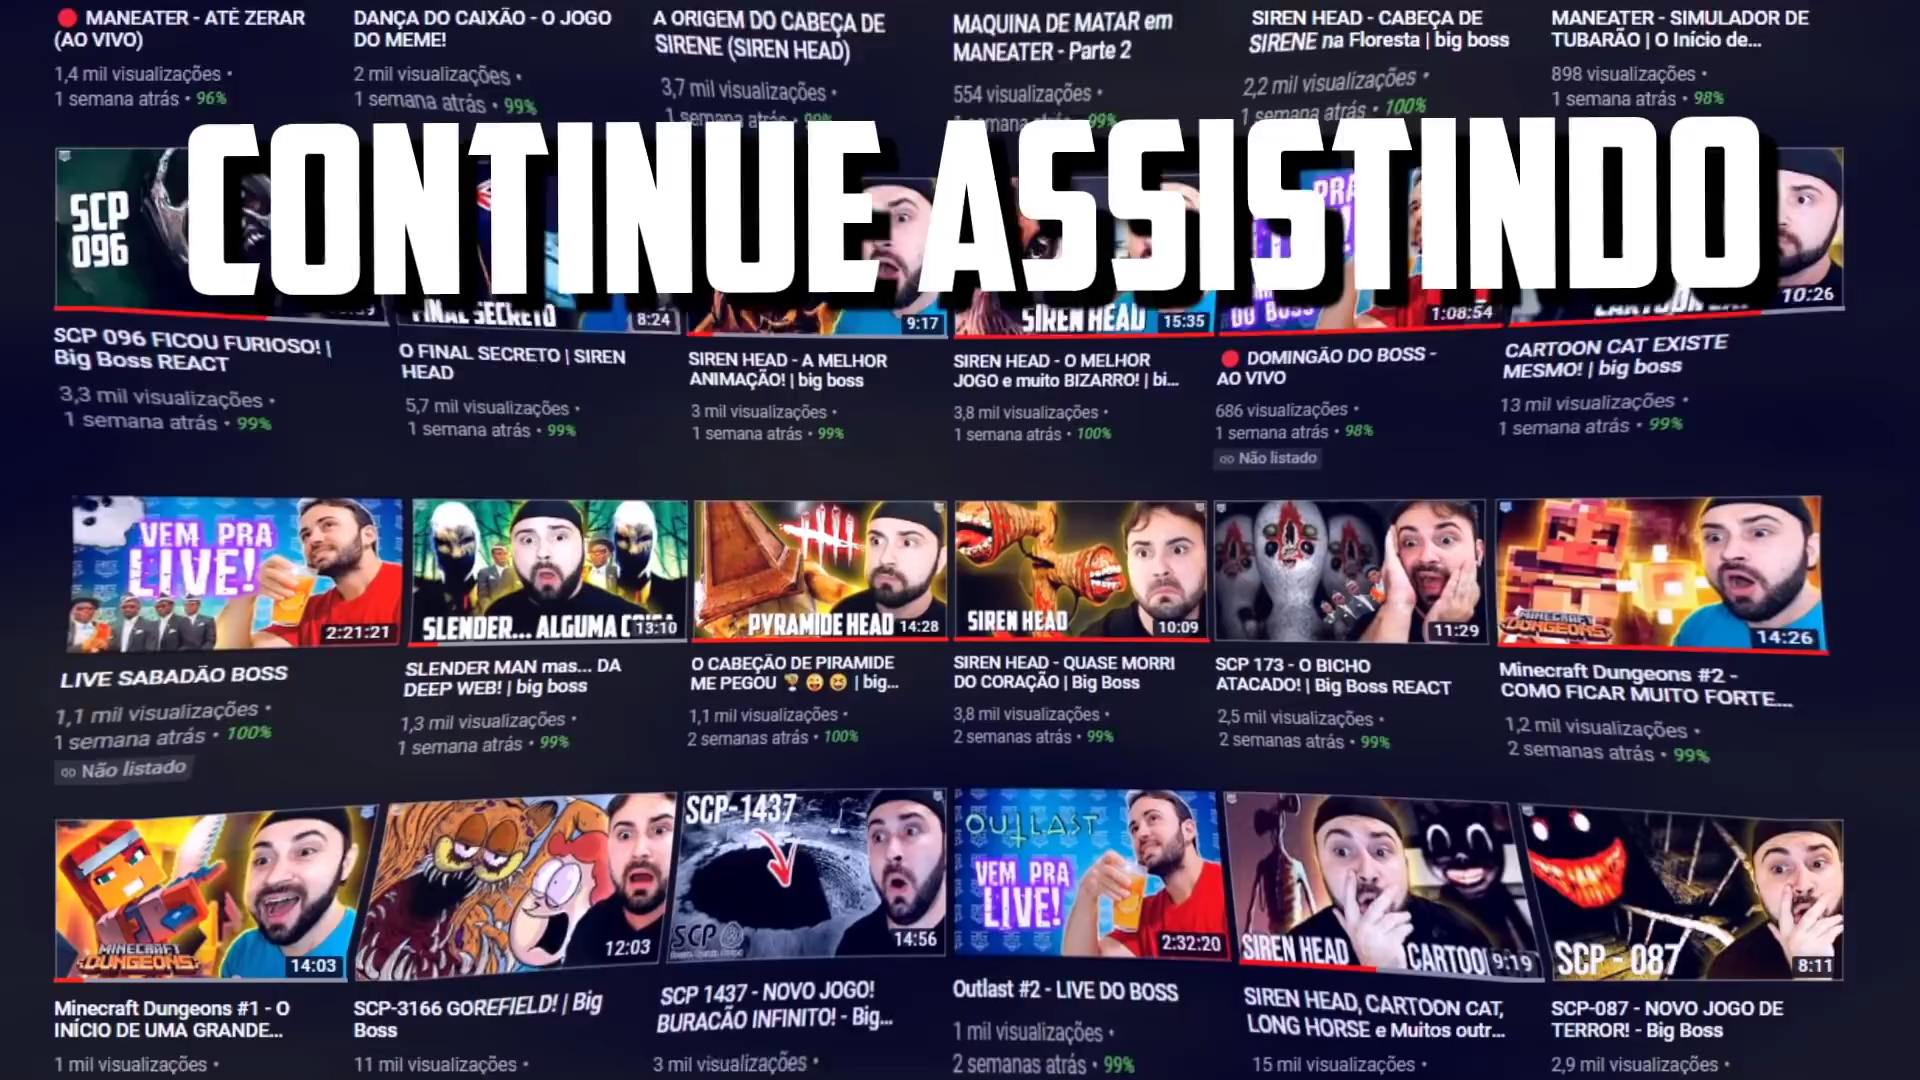 MANEATER - ATÉ ZERAR
(AO VIVO)
1,4 mil visualizações •
1 semana atrás • 96%
DANÇA DO CAIXÃO - O JOGO
DO MEME!
2 mil visualizações •
1 semana atrás • 99%
A ORIGEM DO CABEÇA DE
SIRENE (SIREN HEAD)
3,7 mil visualizações •
1 semana atrás • 99%
MAQUINA DE MATAR em
MANEATER - Parte 2
554 visualizações •
1 semana atrás • 99%
SIREN HEAD - CABEÇA DE
SIRENE na Floresta | big boss
2,2 mil visualizações •
1 semana atrás • 100%
MANEATER - SIMULADOR DE
TUBARÃO | O Início de...
898 visualizações •
1 semana atrás • 98%
CONTINUE ASSISTINDO
SCP
096
SCP 096 FICOU FURIOSO! |
Big Boss REACT
3,3 mil visualizações •
1 semana atrás • 99%
FINAL SECRETO
8:24
O FINAL SECRETO | SIREN
HEAD
5,7 mil visualizações •
1 semana atrás • 99%
9:17
SIREN HEAD - A MELHOR
ANIMAÇÃO! | big boss
3 mil visualizações •
1 semana atrás • 99%
SIREN HEAD
15:35
SIREN HEAD - O MELHOR
JOGO e muito BIZARRO! | bi...
3,8 mil visualizações •
1 semana atrás • 100%
PRA
DO BOSS
1:08:54
DOMINGÃO DO BOSS -
AO VIVO
686 visualizações •
1 semana atrás • 98%
Não listado
CARTOON CAT
10:26
CARTOON CAT EXISTE
MESMO! | big boss
13 mil visualizações •
1 semana atrás • 99%
VEM PRA
LIVE!
2:21:21
LIVE SABADÃO BOSS
1,1 mil visualizações •
1 semana atrás • 100%
Não listado
SLENDER... ALGUMA COISA
13:10
SLENDER MAN mas... DA
DEEP WEB! | big boss
1,3 mil visualizações •
1 semana atrás • 99%
PYRAMIDE HEAD
14:28
O CABEÇÃO DE PIRAMIDE
ME PEGOU 🏆 😜 😆 | big...
1,1 mil visualizações •
2 semanas atrás • 100%
SIREN HEAD
10:09
SIREN HEAD - QUASE MORRI
DO CORAÇÃO | Big Boss
3,8 mil visualizações •
2 semanas atrás • 99%
11:29
SCP 173 - O BICHO
ATACADO! | Big Boss REACT
2,5 mil visualizações •
2 semanas atrás • 99%
MINECRAFT
DUNGEONS
14:26
Minecraft Dungeons #2 -
COMO FICAR MUITO FORTE...
1,2 mil visualizações •
2 semanas atrás • 99%
MINECRAFT
DUNGEONS
14:03
Minecraft Dungeons #1 - O
INÍCIO DE UMA GRANDE...
1 mil visualizações •
12:03
SCP-3166 GOREFIELD! | Big
Boss
11 mil visualizações •
SCP-1437
SCP
14:56
SCP 1437 - NOVO JOGO!
BURACÃO INFINITO! - Big...
3 mil visualizações •
OUTLAST
VEM PRA
LIVE!
2:32:20
Outlast #2 - LIVE DO BOSS
1 mil visualizações •
2 semanas atrás • 99%
SIREN HEAD
CARTOO
9:19
SIREN HEAD, CARTOON CAT,
LONG HORSE e Muitos outr...
15 mil visualizações •
SCP - 087
8:11
SCP-087 - NOVO JOGO DE
TERROR! - Big Boss
2,9 mil visualizações •